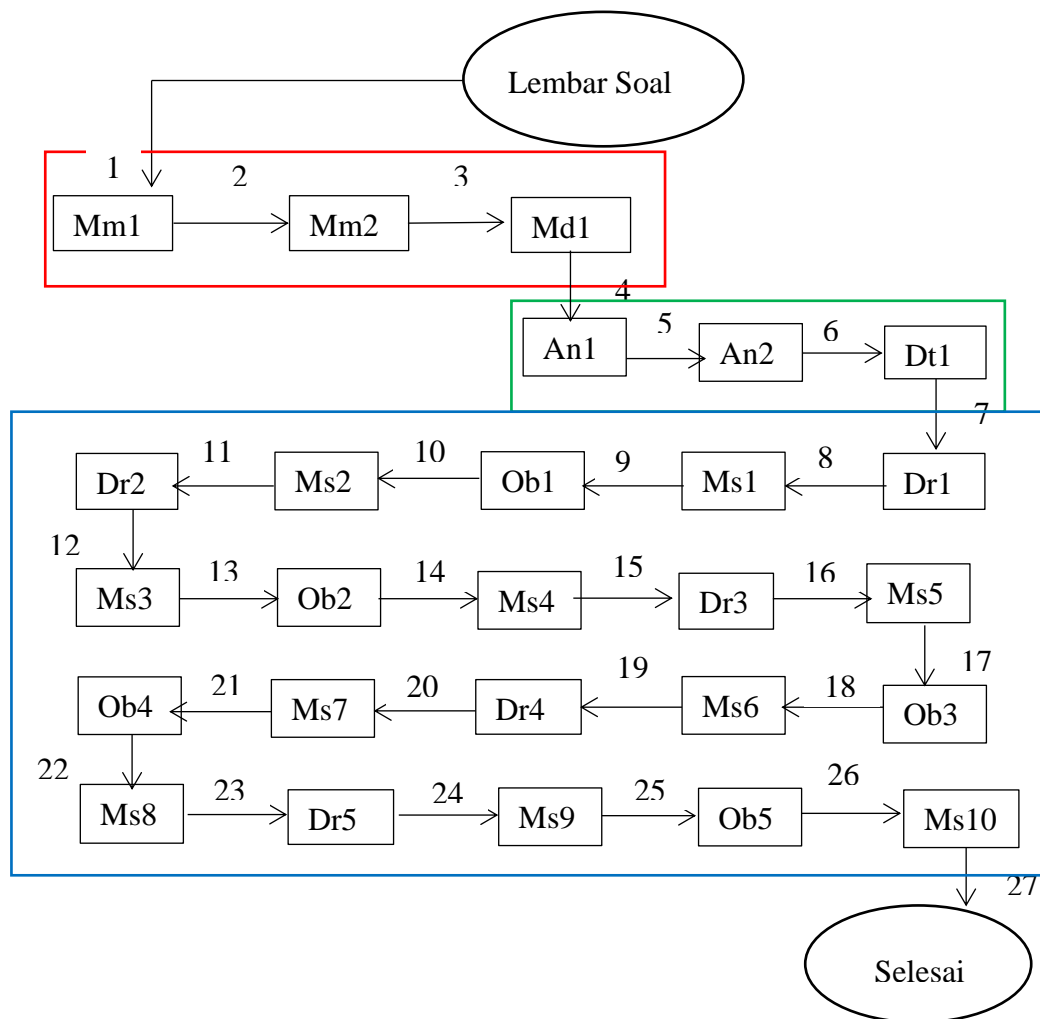 Lembar Soal
1 2 3
Mm1 Mm2 Md1
4
5 6
An1 An2 Dt1
7
11 10 9 8
Dr2 Ms2 Ob1 Ms1 Dr1
12 13 14 15 16
Ms3 Ob2 Ms4 Dr3 Ms5
21 20 19 18 17
Ob4 Ms7 Dr4 Ms6 Ob3
22 23 24 25 26
Ms8 Dr5 Ms9 Ob5 Ms10
27
Selesai